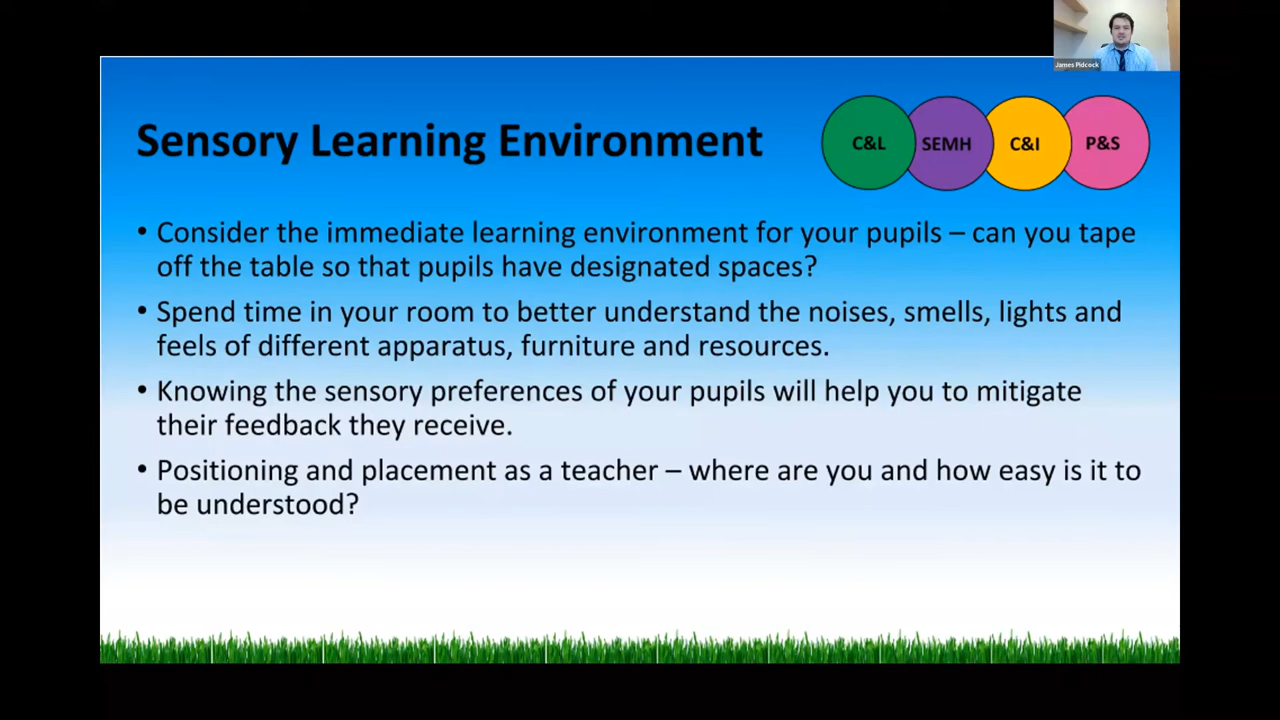 James Pidcock
Sensory Learning Environment
C&L
SEMH
C&I
P&S
• Consider the immediate learning environment for your pupils – can you tape
off the table so that pupils have designated spaces?
• Spend time in your room to better understand the noises, smells, lights and
feels of different apparatus, furniture and resources.
• Knowing the sensory preferences of your pupils will help you to mitigate
their feedback they receive.
• Positioning and placement as a teacher – where are you and how easy is it to
be understood?